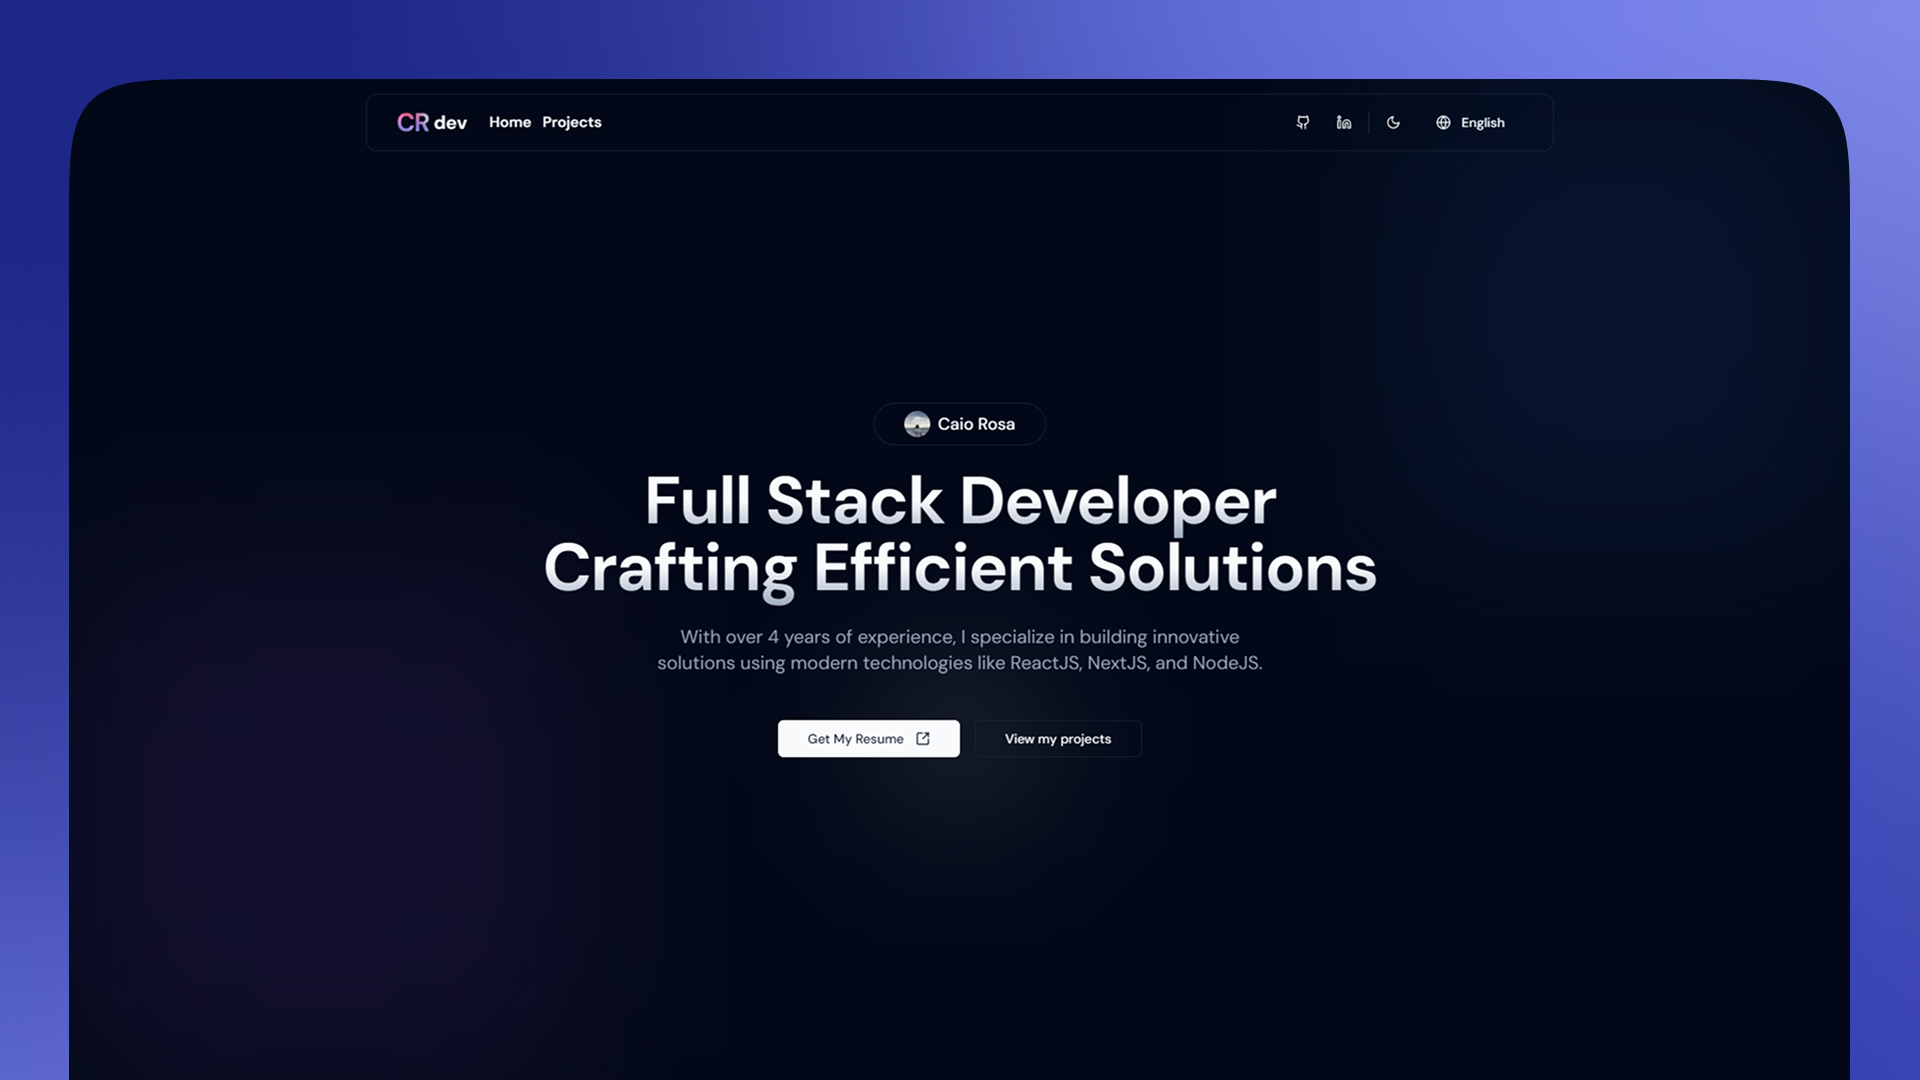 CR dev Home Projects English
Caio Rosa
Full Stack Developer
Crafting Efficient Solutions
With over 4 years of experience, I specialize in building innovative
solutions using modern technologies like ReactJS, NextJS, and NodeJS.
Get My Resume View my projects